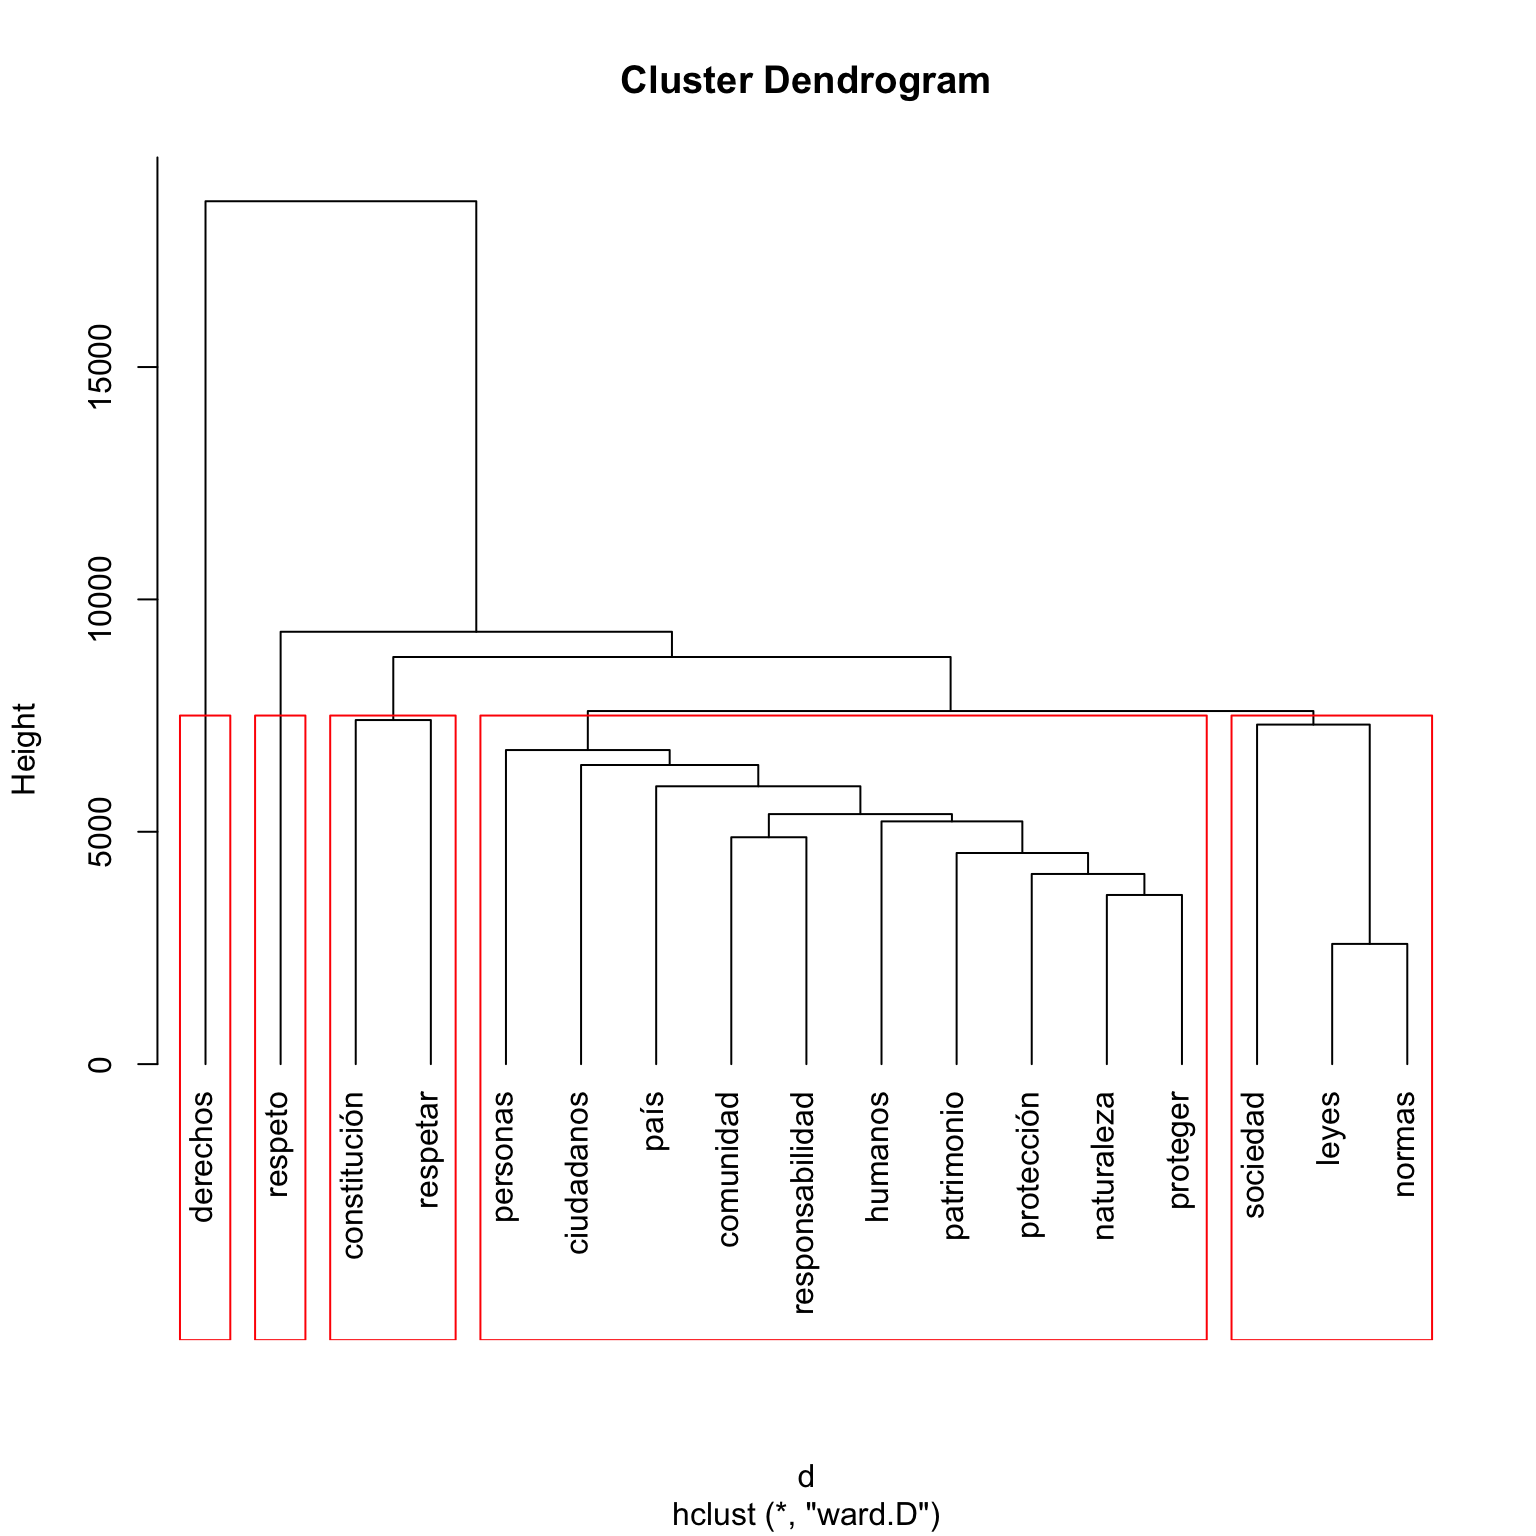 Cluster Dendrogram
Height
15000
10000
5000
0
derechos
respeto
constitución
respetar
personas
ciudadanos
país
comunidad
responsabilidad
humanos
patrimonio
protección
naturaleza
proteger
sociedad
leyes
normas
d
hclust (*, "ward.D")